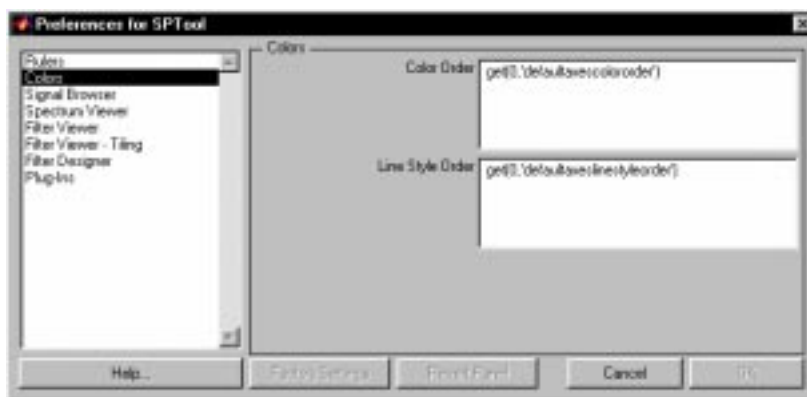 Preferences for SPTool
Rulers
Colors
Signal Browser
Spectrum Viewer
Filter Viewer
Filter Viewer - Tiling
Filter Designer
Plug-Ins
Colors
Color Order
get(0,'defaultaxescolororder')
Line Style Order
get(0,'defaultaxeslinestyleorder')
Help...
Factory Settings
Revert Panel
Cancel
OK